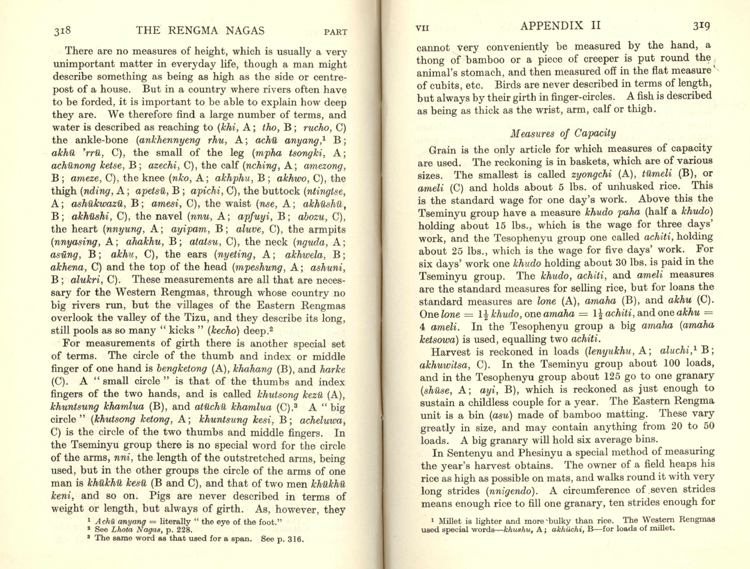 318 THE RENGMA NAGAS PART
There are no measures of height, which is usually a very
unimportant matter in everyday life, though a man might
describe something as being as high as the side or centre-
post of a house. But in a country where rivers often have
to be forded, it is important to be able to explain how deep
they are. We therefore find a large number of terms, and
water is described as reaching to (khi, A; tho, B; rucho, C)
the ankle-bone (ankhennyeng rhu, A; achü anyang,¹ B;
akhü 'rrü, C), the small of the leg (mpha tsongki, A;
achünong ketse, B; azechi, C), the calf (nching, A; amezong,
B; ameze, C), the knee (nko, A; akhphu, B; akhwo, C), the
thigh (nding, A; apetsü, B; apichi, C), the buttock (ntingtse,
A; ashükwazü, B; amesi, C), the waist (nse, A; akhüshü,
B; akhüshi, C), the navel (nnu, A; apfuyi, B; abozu, C),
the heart (nnyung, A; ayipam, B; aluve, C), the armpits
(nnyasing, A; ahakhu, B; alatsu, C), the neck (nguda, A;
asüng, B; akhu, C), the ears (nyeting, A; akhwela, B;
akhena, C) and the top of the head (mpeshung, A; ashuni,
B; alukri, C). These measurements are all that are neces-
sary for the Western Rengmas, through whose country no
big rivers run, but the villages of the Eastern Rengmas
overlook the valley of the Tizu, and they describe its long,
still pools as so many " kicks " (kecho) deep.²
For measurements of girth there is another special set
of terms. The circle of the thumb and index or middle
finger of one hand is bengketong (A), khahang (B), and harke
(C). A " small circle " is that of the thumbs and index
fingers of the two hands, and is called khutsong kezü (A),
khuntsung khamlua (B), and atüchü khamlua (C).³ A " big
circle " (khutsong ketong, A; khuntsung kesi, B; acheluwa,
C) is the circle of the two thumbs and middle fingers. In
the Tseminyu group there is no special word for the circle
of the arms, nni, the length of the outstretched arms, being
used, but in the other groups the circle of the arms of one
man is khükhü kesü (B and C), and that of two men khükhü
keni, and so on. Pigs are never described in terms of
weight or length, but always of girth. As, however, they
¹ Achü anyang = literally " the eye of the foot."
² See Lhota Nagas, p. 228.
³ The same word as that used for a span. See p. 316.
VII APPENDIX II 319
cannot very conveniently be measured by the hand, a
thong of bamboo or a piece of creeper is put round the
animal's stomach, and then measured off in the flat measure
of cubits, etc. Birds are never described in terms of length,
but always by their girth in finger-circles. A fish is described
as being as thick as the wrist, arm, calf or thigh.
Measures of Capacity
Grain is the only article for which measures of capacity
are used. The reckoning is in baskets, which are of various
sizes. The smallest is called zyongchi (A), tümeli (B), or
ameli (C) and holds about 5 lbs. of unhusked rice. This
is the standard wage for one day's work. Above this the
Tseminyu group have a measure khudo paha (half a khudo)
holding about 15 lbs., which is the wage for three days'
work, and the Tesophenyu group one called achiti, holding
about 25 lbs., which is the wage for five days' work. For
six days' work one khudo holding about 30 lbs. is paid in the
Tseminyu group. The khudo, achiti, and ameli measures
are the standard measures for selling rice, but for loans the
standard measures are lone (A), amaha (B), and akhu (C).
One lone = 1½ khudo, one amaha = 1½ achiti, and one akhu =
4 ameli. In the Tesophenyu group a big amaha (amaha
ketsowa) is used, equalling two achiti.
Harvest is reckoned in loads (lenyukhu, A; aluchi,¹ B;
akhuwitsa, C). In the Tseminyu group about 100 loads,
and in the Tesophenyu group about 125 go to one granary
(shüse, A; ayi, B), which is reckoned as just enough to
sustain a childless couple for a year. The Eastern Rengma
unit is a bin (asu) made of bamboo matting. These vary
greatly in size, and may contain anything from 20 to 50
loads. A big granary will hold six average bins.
In Sentenyu and Phesinyu a special method of measuring
the year's harvest obtains. The owner of a field heaps his
rice as high as possible on mats, and walks round it with very
long strides (nnigendo). A circumference of seven strides
means enough rice to fill one granary, ten strides enough for
¹ Millet is lighter and more bulky than rice. The Western Rengmas
used special words—khushu, A; akhüchi, B—for loads of millet.